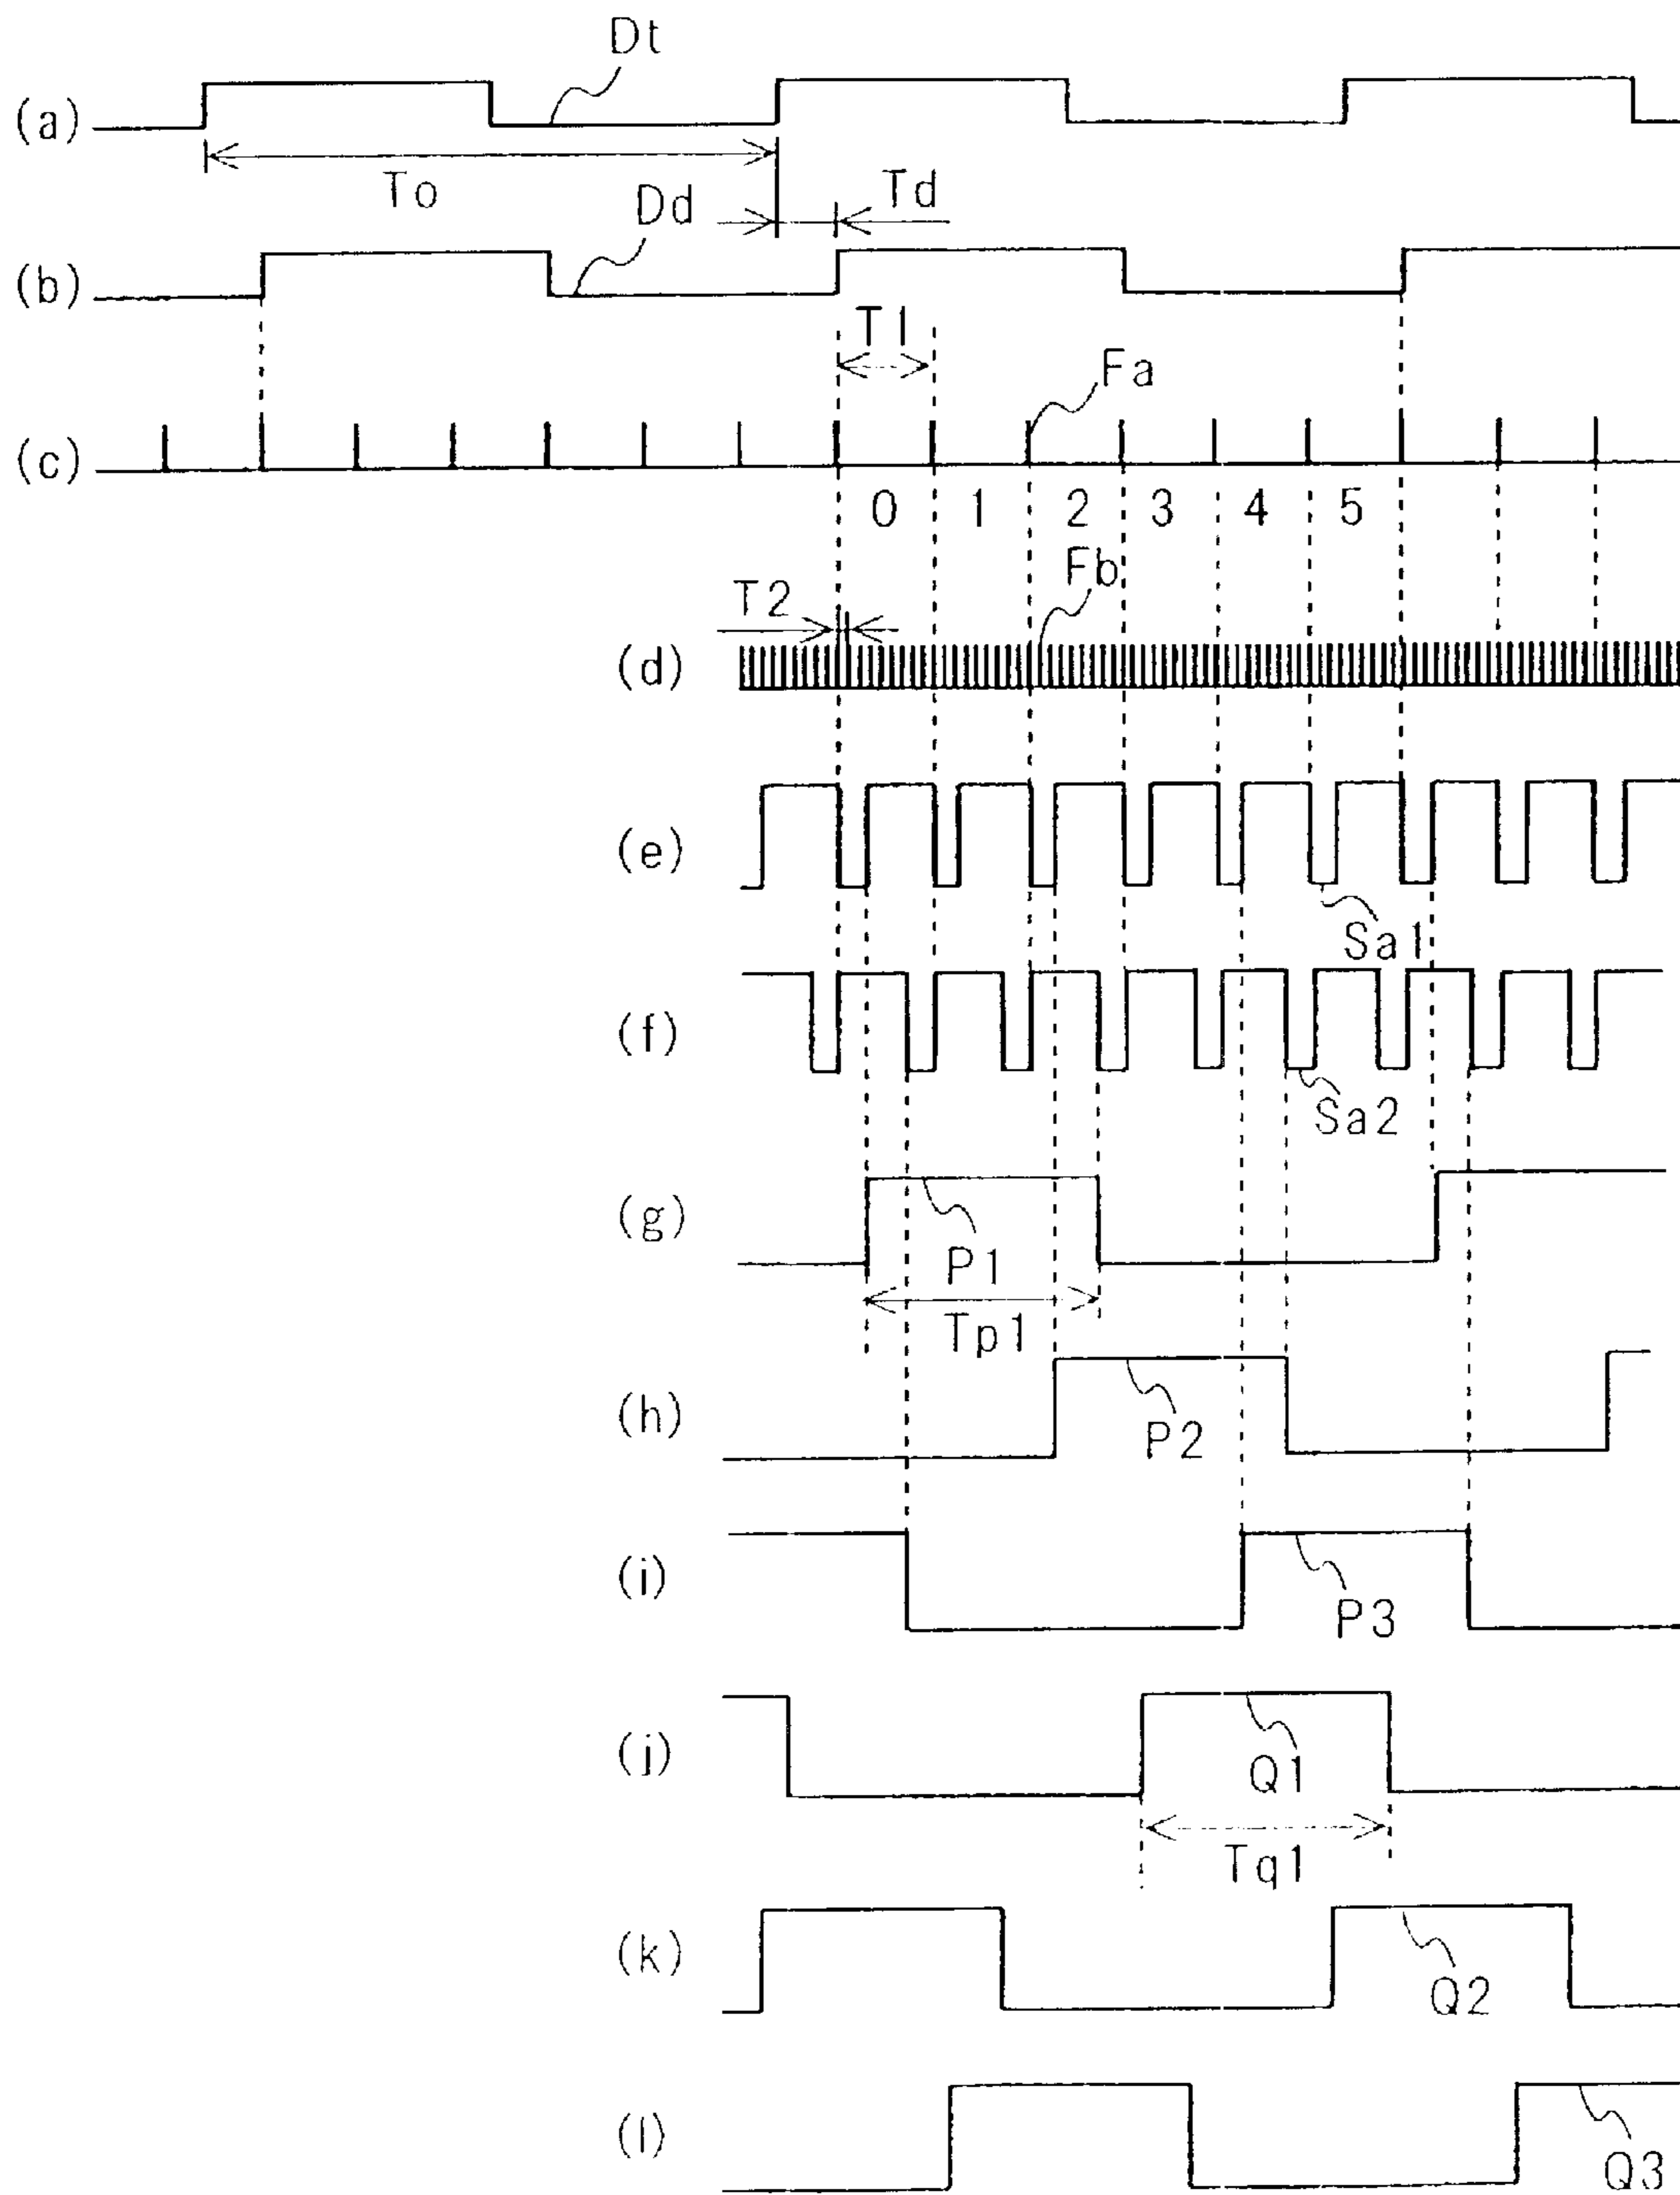 Dt
(a)
To
Td
Dd
(b)
T1
Fa
(c)
0 1 2 3 4 5
Fb
T2
(d)
(e)
Sa1
(f)
Sa2
(g)
P1
Tp1
(h)
P2
(i)
P3
(j)
Q1
Tq1
(k)
Q2
(l)
Q3